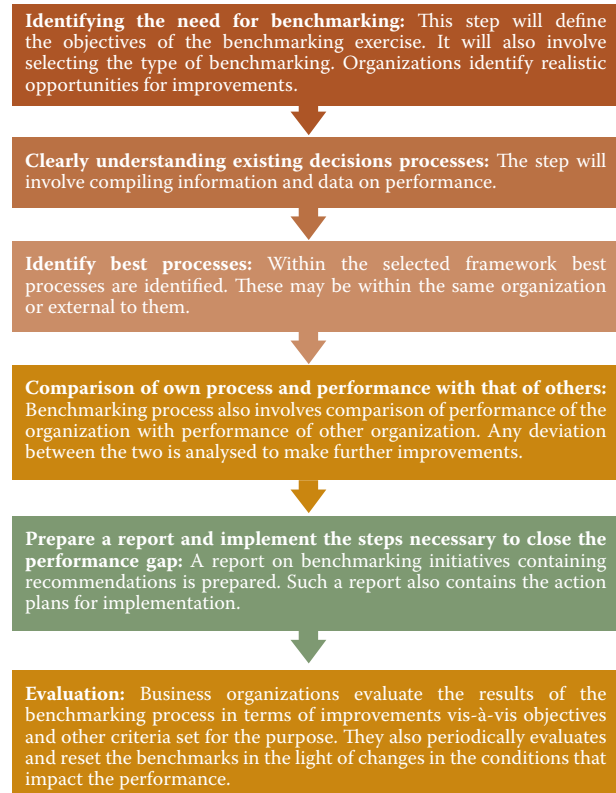 Identifying the need for benchmarking: This step will define
the objectives of the benchmarking exercise. It will also involve
selecting the type of benchmarking. Organizations identify realistic
opportunities for improvements.
Clearly understanding existing decisions processes: The step will
involve compiling information and data on performance.
Identify best processes: Within the selected framework best
processes are identified. These may be within the same organization
or external to them.
Comparison of own process and performance with that of others:
Benchmarking process also involves comparison of performance of the
organization with performance of other organization. Any deviation
between the two is analysed to make further improvements.
Prepare a report and implement the steps necessary to close the
performance gap: A report on benchmarking initiatives containing
recommendations is prepared. Such a report also contains the action
plans for implementation.
Evaluation: Business organizations evaluate the results of the
benchmarking process in terms of improvements vis-à-vis objectives
and other criteria set for the purpose. They also periodically evaluates
and reset the benchmarks in the light of changes in the conditions that
impact the performance.